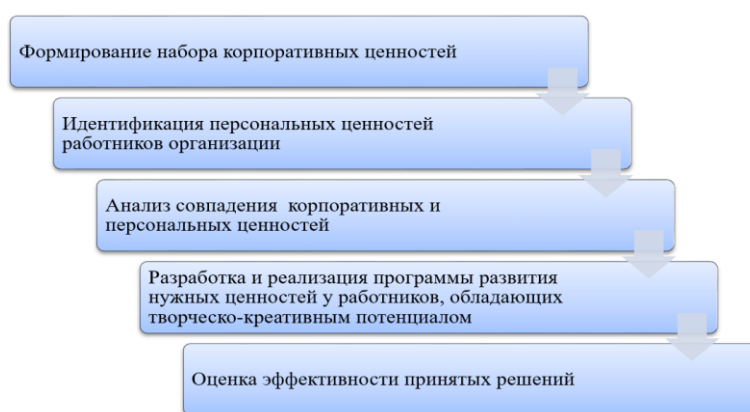 Формирование набора корпоративных ценностей
Идентификация персональных ценностей
работников организации
Анализ совпадения корпоративных и
персональных ценностей
Разработка и реализация программы развития
нужных ценностей у работников, обладающих
творческо-креативным потенциалом
Оценка эффективности принятых решений